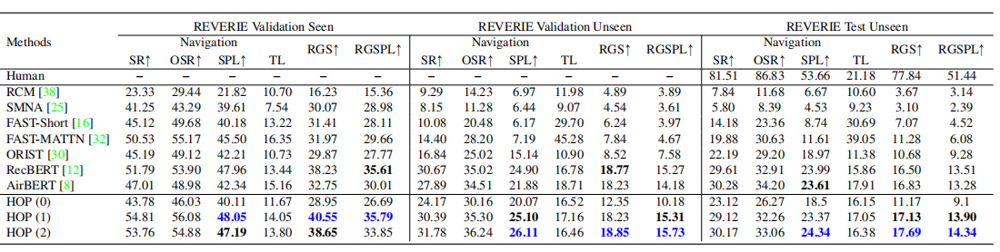 REVERIE Validation Seen REVERIE Validation Unseen REVERIE Test Unseen
Methods Navigation RGS↑ RGSPL↑ Navigation RGS↑ RGSPL↑ Navigation RGS↑ RGSPL↑
SR↑ OSR↑ SPL↑ TL SR↑ OSR↑ SPL↑ TL SR↑ OSR↑ SPL↑ TL
Human – – – – – – – – – – – – 81.51 86.83 53.66 21.18 77.84 51.44
RCM [38] 23.33 29.44 21.82 10.70 16.23 15.36 9.29 14.23 6.97 11.98 4.89 3.89 7.84 11.68 6.67 10.60 3.67 3.14
SMNA [25] 41.25 43.29 39.61 7.54 30.07 28.98 8.15 11.28 6.44 9.07 4.54 3.61 5.80 8.39 4.53 9.23 3.10 2.39
FAST-Short [16] 45.12 49.68 40.18 13.22 31.41 28.11 10.08 20.48 6.17 29.70 6.24 3.97 14.18 23.36 8.74 30.69 7.07 4.52
FAST-MATTN [32] 50.53 55.17 45.50 16.35 31.97 29.66 14.40 28.20 7.19 45.28 7.84 4.67 19.88 30.63 11.61 39.05 11.28 6.08
ORIST [30] 45.19 49.12 42.21 10.73 29.87 27.77 16.84 25.02 15.14 10.90 8.52 7.58 22.19 29.20 18.97 11.38 10.68 9.28
RecBERT [12] 51.79 53.90 47.96 13.44 38.23 35.61 30.67 35.02 24.90 16.78 18.77 15.27 29.61 32.91 23.99 15.86 16.50 13.51
AirBERT [8] 47.01 48.98 42.34 15.16 32.75 30.01 27.89 34.51 21.88 18.71 18.23 14.18 30.28 34.20 23.61 17.91 16.83 13.28
HOP (0) 43.78 46.03 40.11 11.67 28.95 26.69 24.17 30.16 20.07 16.52 12.35 10.18 23.12 26.27 18.5 16.15 11.17 9.1
HOP (1) 54.81 56.08 48.05 14.05 40.55 35.79 30.39 35.30 25.10 17.16 18.23 15.31 29.12 32.26 23.37 17.05 17.13 13.90
HOP (2) 53.76 54.88 47.19 13.80 38.65 33.85 31.78 36.24 26.11 16.46 18.85 15.73 30.17 33.06 24.34 16.38 17.69 14.34